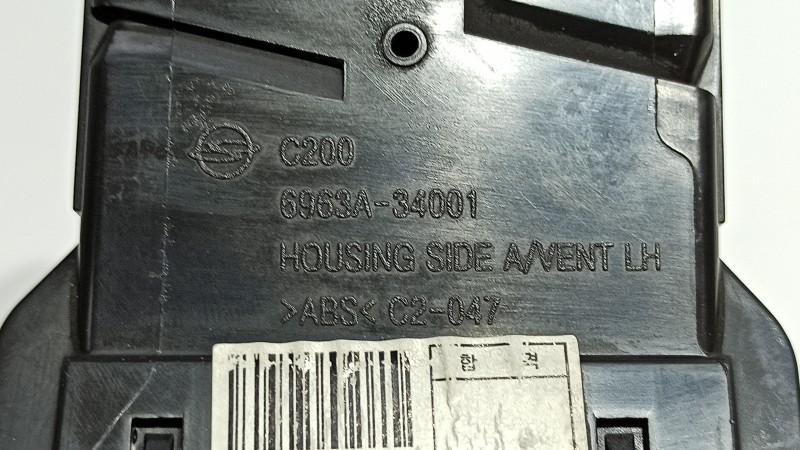 C200
6963A-34001
HOUSING SIDE A/VENT LH
>ABS< C2-047
합 격